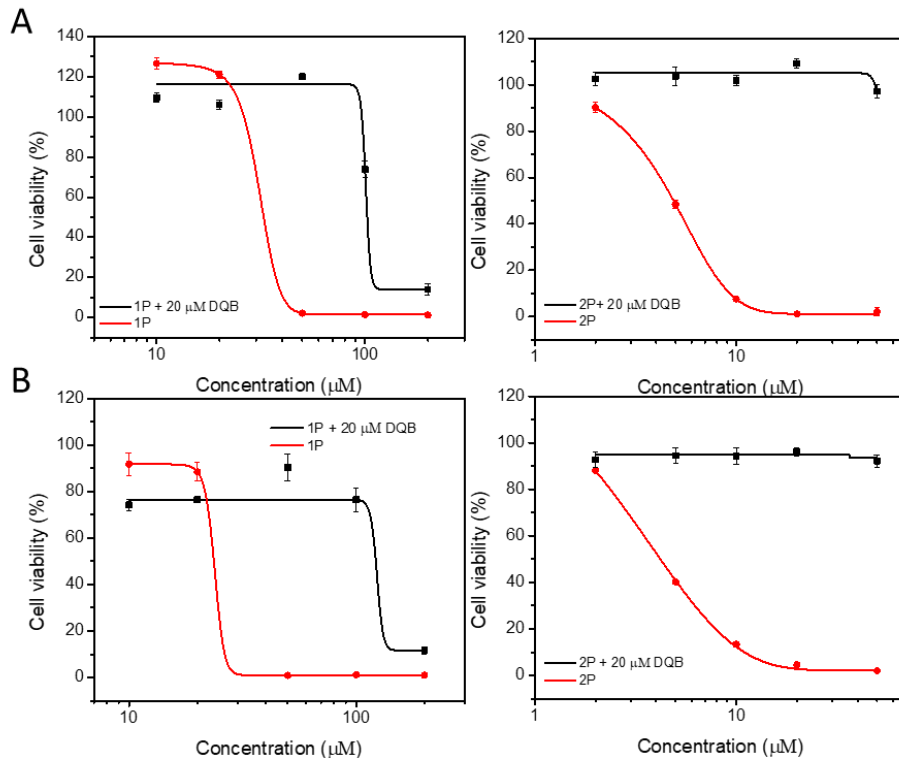 A
Cell viability (%)
140
120
100
80
60
40
20
0
1P + 20 μM DQB
1P
10
100
Concentration (μM)
Cell viability (%)
120
100
80
60
40
20
0
2P+ 20 μM DQB
2P
1
10
Concentration (μM)
B
Cell viability (%)
120
100
80
60
40
20
0
1P + 20 μM DQB
1P
10
100
Concentration (μM)
Cell viability (%)
120
100
80
60
40
20
0
2P + 20 μM DQB
2P
1
10
Concentration (μM)